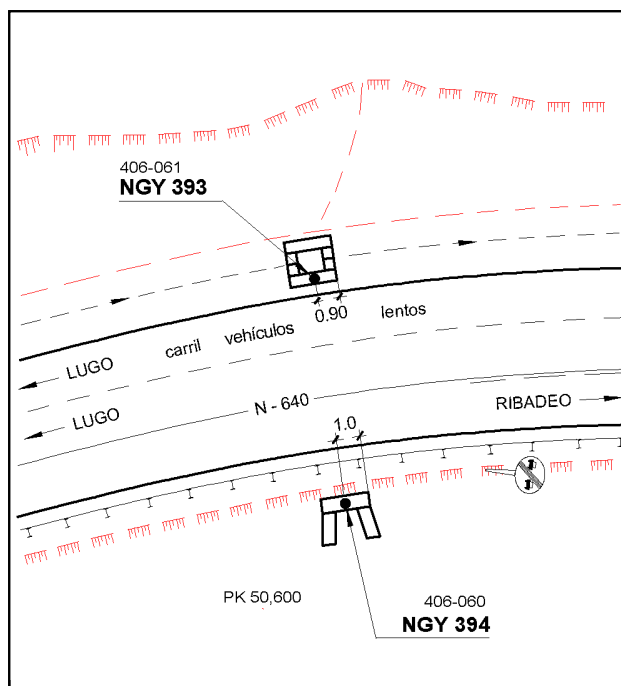 406-061
NGY 393
0.90
LUGO carril vehículos lentos
LUGO N - 640 RIBADEO
1.0
PK 50,600
406-060
NGY 394